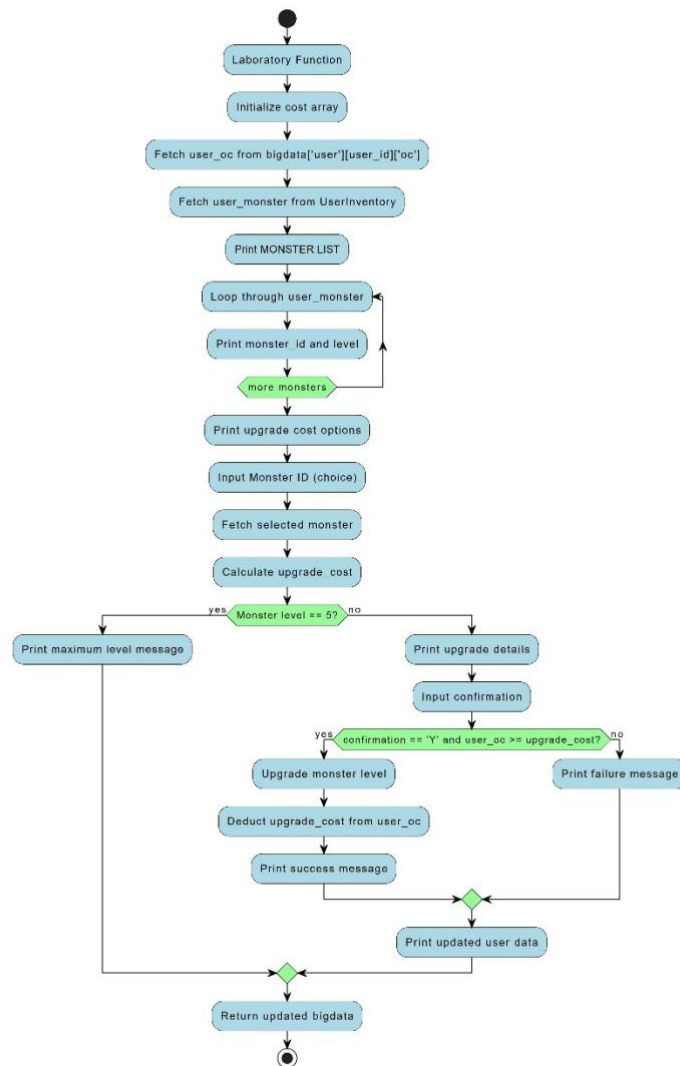 Laboratory Function
Initialize cost array
Fetch user_oc from bigdata['user'][user_id]['oc']
Fetch user_monster from UserInventory
Print MONSTER LIST
Loop through user_monster
Print monster_id and level
more monsters
Print upgrade cost options
Input Monster ID (choice)
Fetch selected monster
Calculate upgrade_cost
yes
Monster level == 5?
no
Print maximum level message
Print upgrade details
Input confirmation
yes
confirmation == 'Y' and user_oc >= upgrade_cost?
no
Upgrade monster level
Print failure message
Deduct upgrade_cost from user_oc
Print success message
Print updated user data
Return updated bigdata